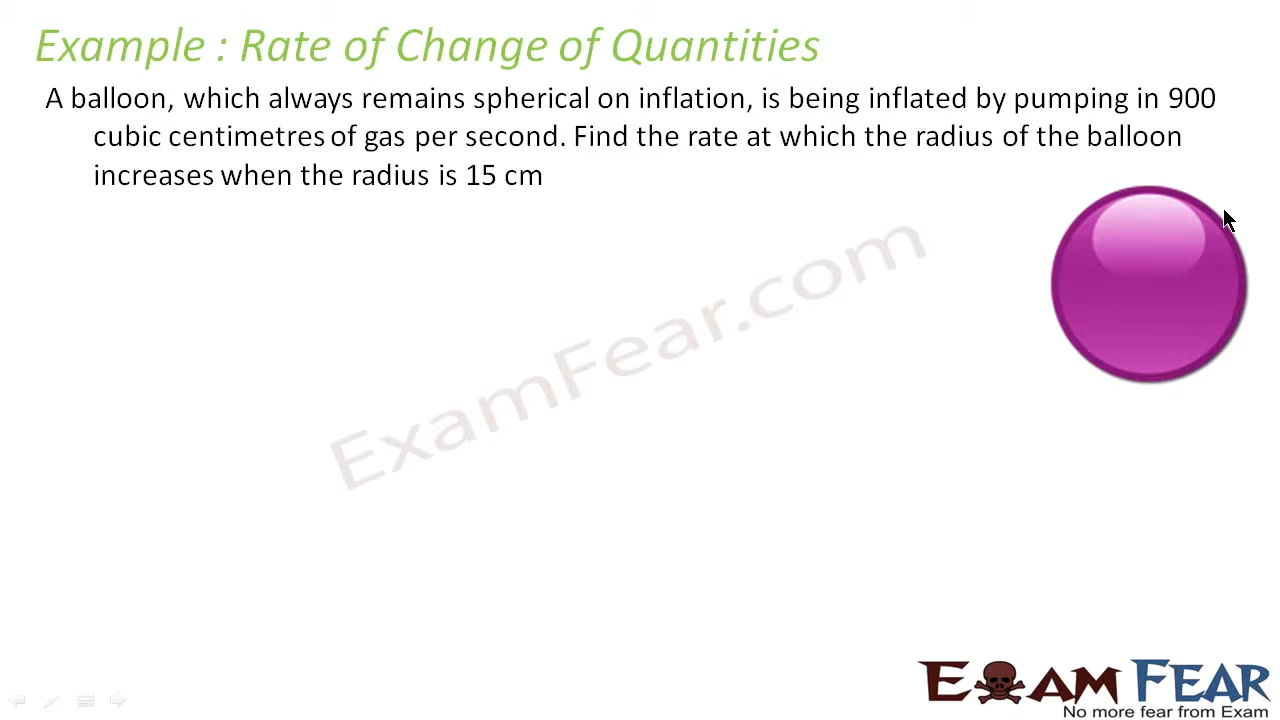 Example : Rate of Change of Quantities
A balloon, which always remains spherical on inflation, is being inflated by pumping in 900
cubic centimetres of gas per second. Find the rate at which the radius of the balloon
increases when the radius is 15 cm
ExamFear.com
EXAM FEAR
No more fear from Exam